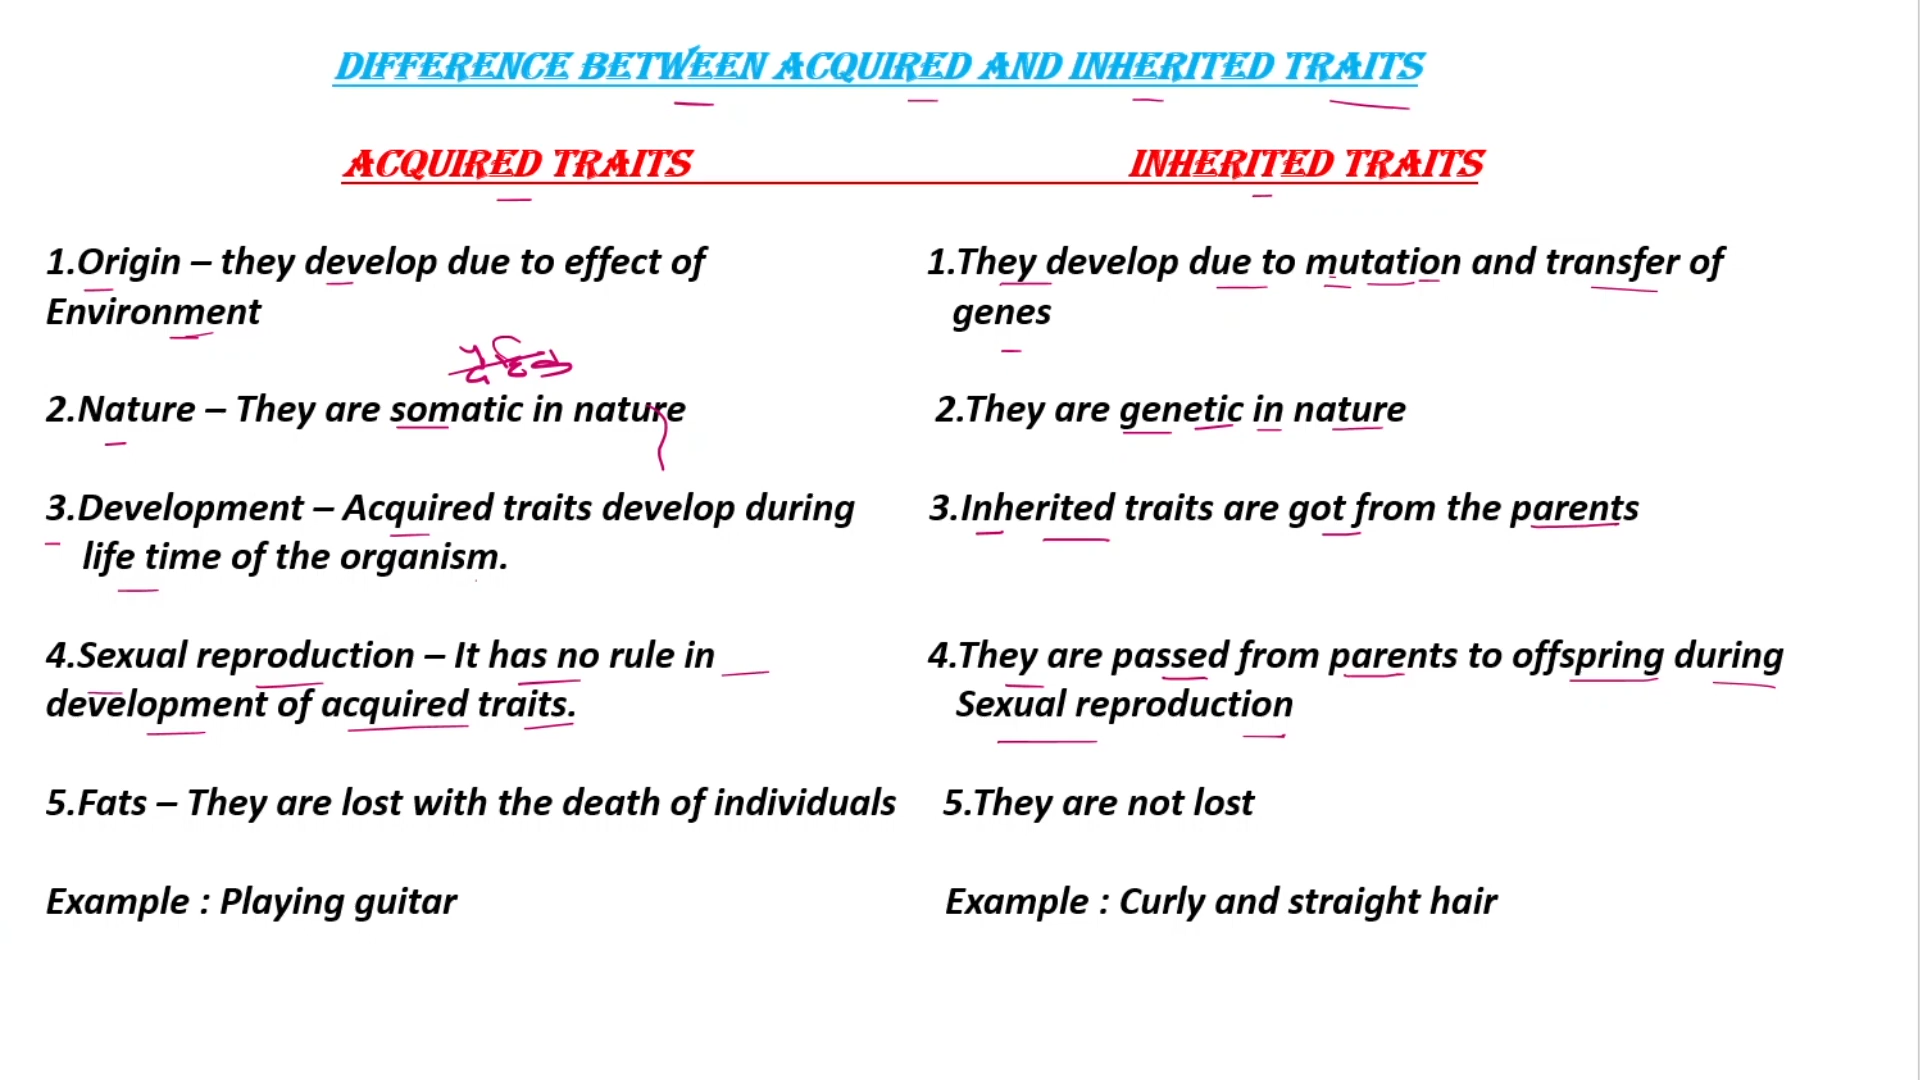 DIFFERENCE BETWEEN ACQUIRED AND INHERITED TRAITS
ACQUIRED TRAITS
INHERITED TRAITS
1.Origin – they develop due to effect of
Environment
2.Nature – They are somatic in nature
3.Development – Acquired traits develop during
life time of the organism.
4.Sexual reproduction – It has no rule in
development of acquired traits.
5.Fats – They are lost with the death of individuals
Example : Playing guitar
1.They develop due to mutation and transfer of
genes
2.They are genetic in nature
3.Inherited traits are got from the parents
4.They are passed from parents to offspring during
Sexual reproduction
5.They are not lost
Example : Curly and straight hair